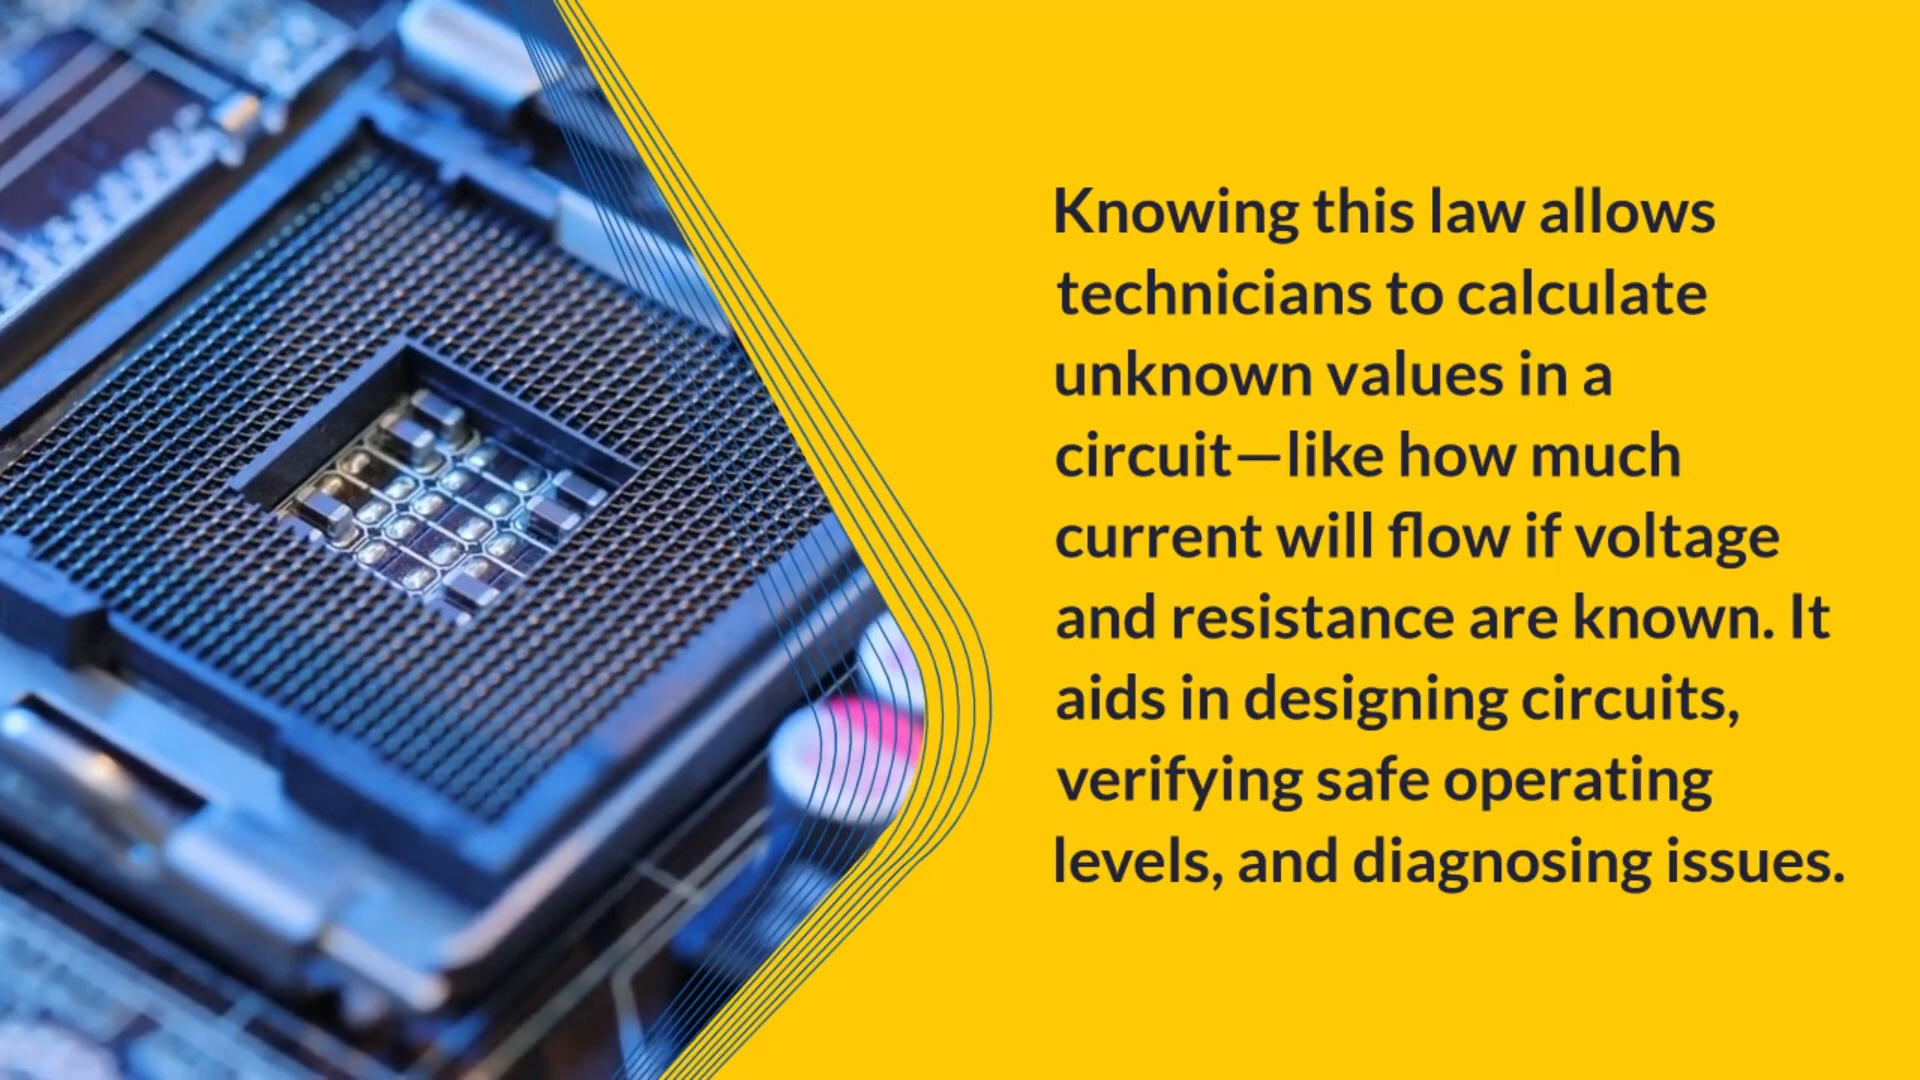 Knowing this law allows
technicians to calculate
unknown values in a
circuit—like how much
current will flow if voltage
and resistance are known. It
aids in designing circuits,
verifying safe operating
levels, and diagnosing issues.